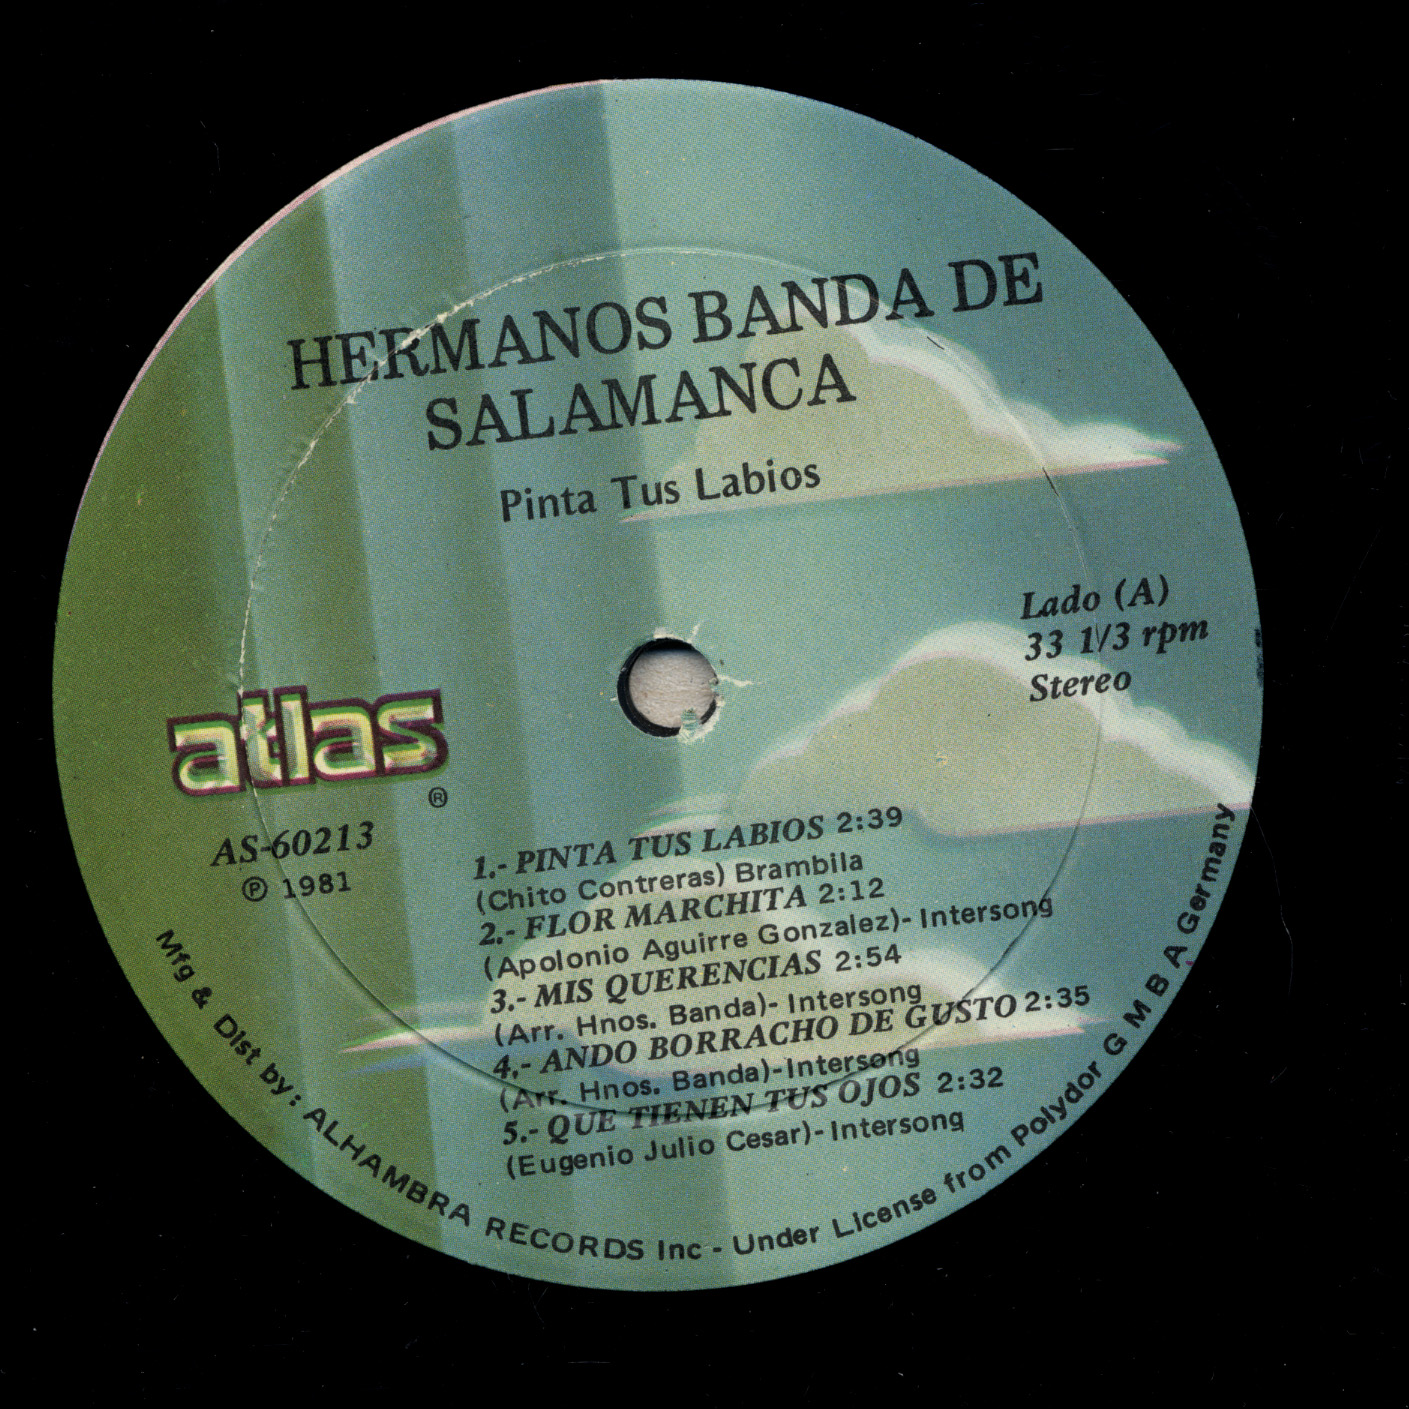 HERMANOS BANDA DE
SALAMANCA
Pinta Tus Labios
Lado (A)
33 1/3 rpm
Stereo
atlas
®
AS-60213
Ⓟ 1981
1.- PINTA TUS LABIOS 2:39
(Chito Contreras) Brambila
2.- FLOR MARCHITA 2:12
(Apolonio Aguirre Gonzalez)- Intersong
3.- MIS QUERENCIAS 2:54
(Arr. Hnos. Banda)- Intersong
4.- ANDO BORRACHO DE GUSTO 2:35
(Arr. Hnos. Banda)-Intersong
5.- QUE TIENEN TUS OJOS 2:32
(Eugenio Julio Cesar)-Intersong
Mfg & Dist by: ALHAMBRA RECORDS Inc - Under License from Polydor G M B A Germany